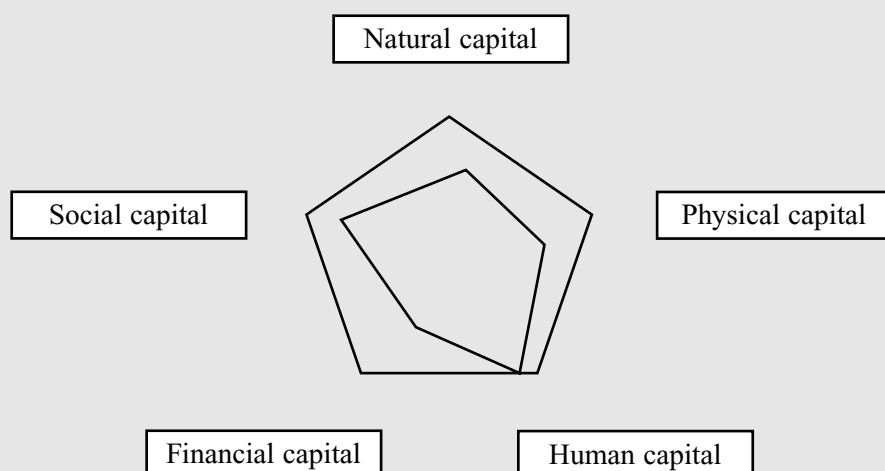 Natural capital
Social capital
Physical capital
Financial capital
Human capital